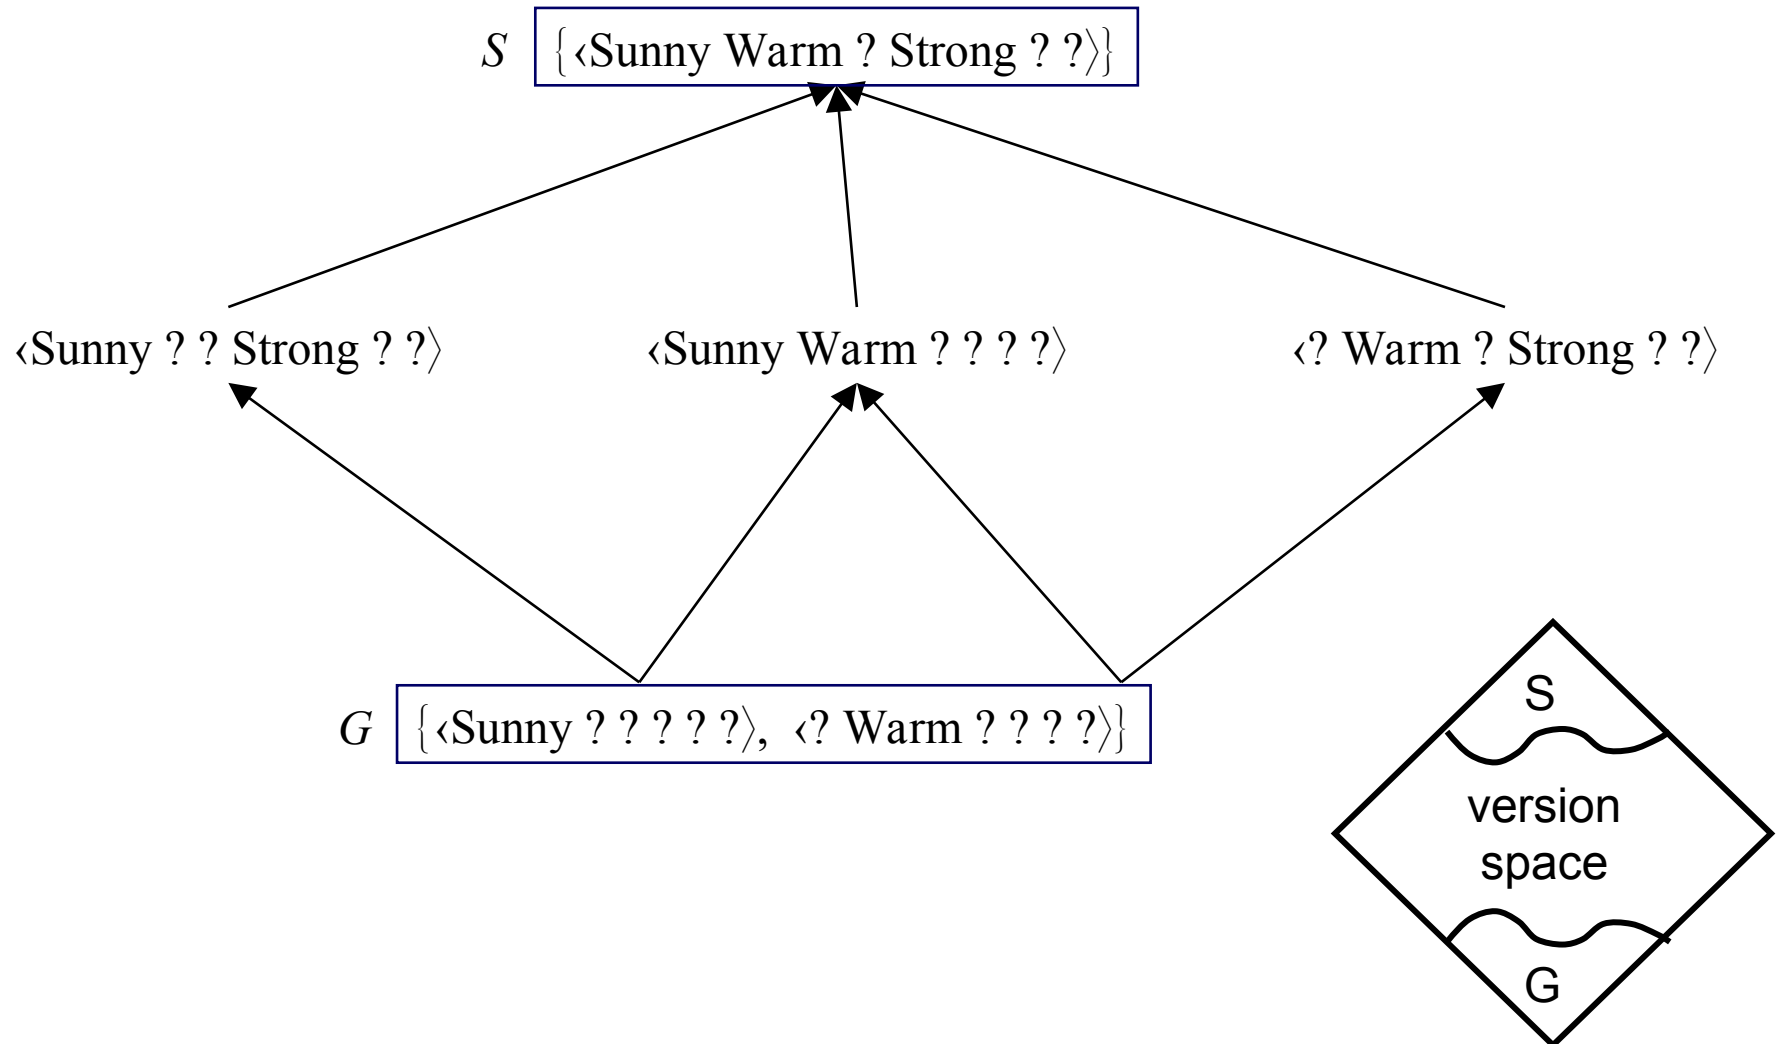 S {‹Sunny Warm ? Strong ? ?〉}
‹Sunny ? ? Strong ? ?〉 ‹Sunny Warm ? ? ? ?〉 ‹? Warm ? Strong ? ?〉
G {‹Sunny ? ? ? ? ?〉, ‹? Warm ? ? ? ?〉}
S
version
space
G